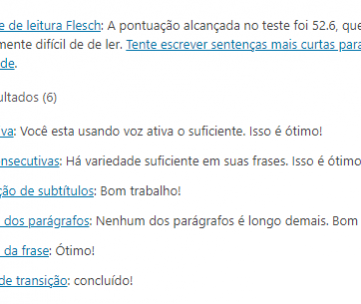 e de leitura Flesch: A pontuação alcançada no teste foi 52.6, que
mente difícil de de ler. Tente escrever sentenças mais curtas para
de.
ultados (6)
va: Você esta usando voz ativa o suficiente. Isso é ótimo!
nsecutivas: Há variedade suficiente em suas frases. Isso é ótimo
ção de subtítulos: Bom trabalho!
dos parágrafos: Nenhum dos parágrafos é longo demais. Bom
da frase: Ótimo!
de transição: concluído!